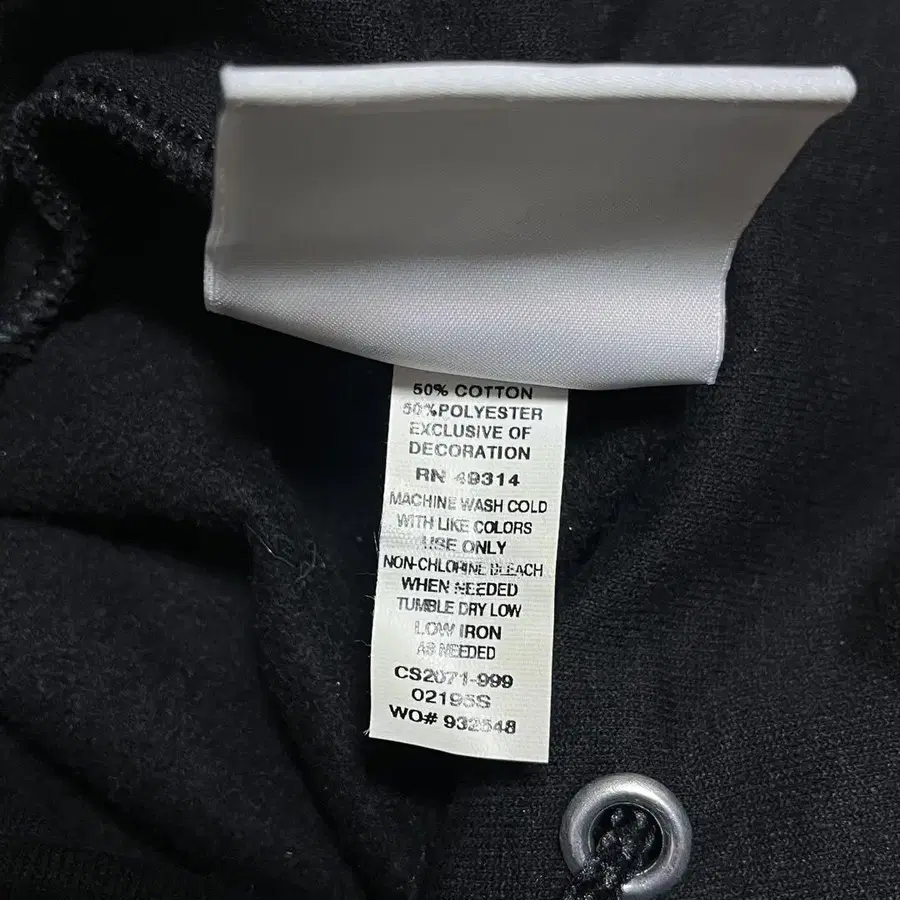 50% COTTON
50%POLYESTER
EXCLUSIVE OF
DECORATION
RN 49314
MACHINE WASH COLD
WITH LIKE COLORS
USE ONLY
NON-CHLORINE BLEACH
WHEN NEEDED
TUMBLE DRY LOW
LOW IRON
AS NEEDED
CS2071-999
02195S
WO# 932548